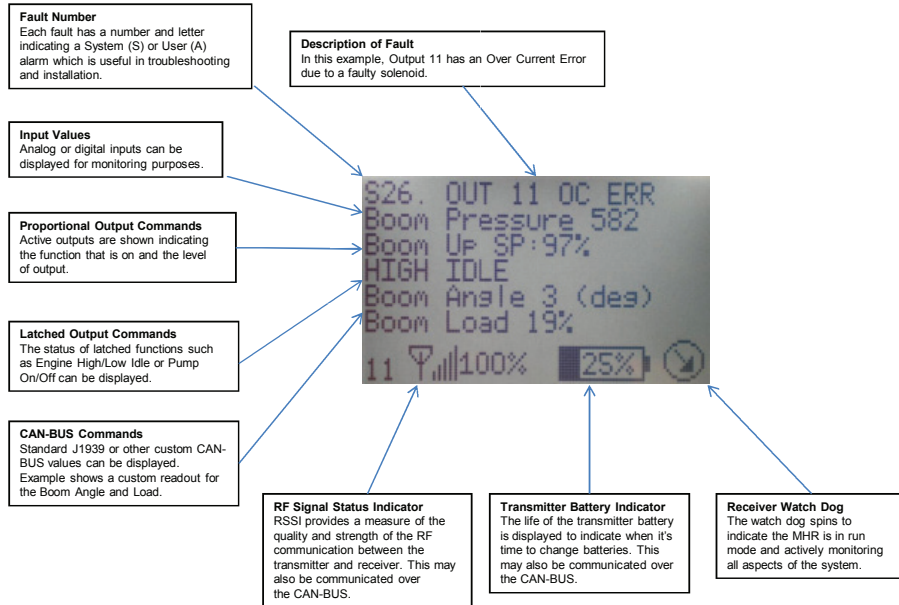 Fault Number
Each fault has a number and letter
indicating a System (S) or User (A)
alarm which is useful in troubleshooting
and installation.
Description of Fault
In this example, Output 11 has an Over Current Error
due to a faulty solenoid.
Input Values
Analog or digital inputs can be
displayed for monitoring purposes.
Proportional Output Commands
Active outputs are shown indicating
the function that is on and the level
of output.
Latched Output Commands
The status of latched functions such
as Engine High/Low Idle or Pump
On/Off can be displayed.
CAN-BUS Commands
Standard J1939 or other custom CAN-
BUS values can be displayed.
Example shows a custom readout for
the Boom Angle and Load.
S26. OUT 11 OC ERR
Boom Pressure 582
Boom Up SP:97%
HIGH IDLE
Boom Angle 3 (deg)
Boom Load 19%
11 100% 25%
RF Signal Status Indicator
RSSI provides a measure of the
quality and strength of the RF
communication between the
transmitter and receiver. This may
also be communicated over
the CAN-BUS.
Transmitter Battery Indicator
The life of the transmitter battery
is displayed to indicate when it's
time to change batteries. This
may also be communicated over
the CAN-BUS.
Receiver Watch Dog
The watch dog spins to
indicate the MHR is in run
mode and actively monitoring
all aspects of the system.